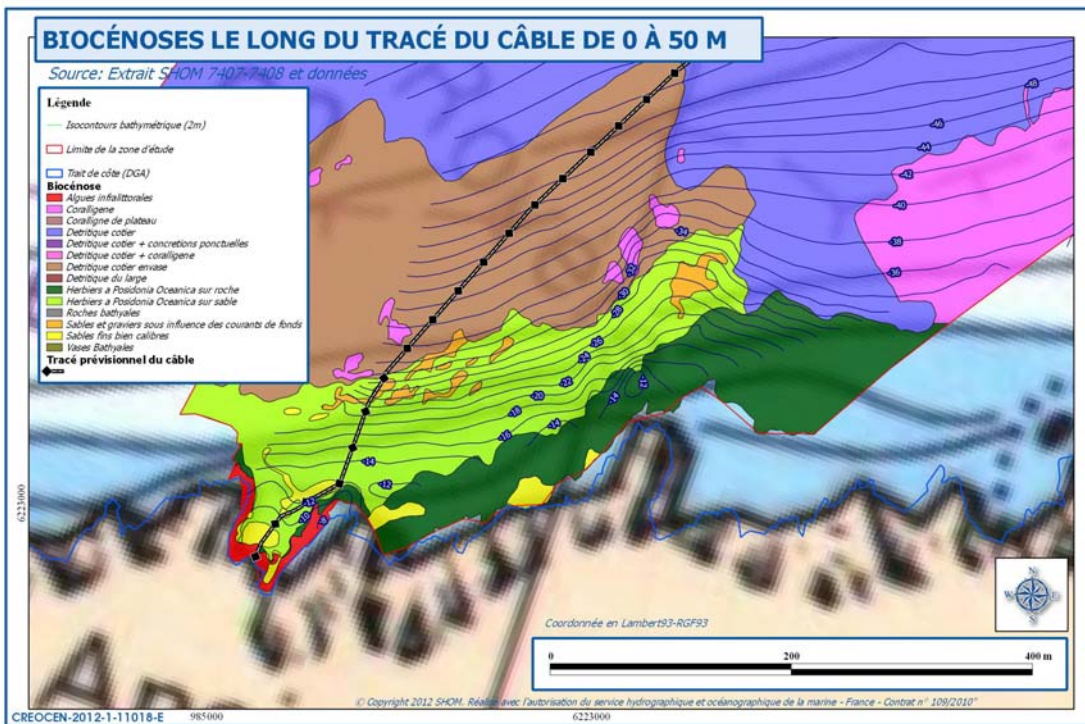 BIOCÉNOSES LE LONG DU TRACÉ DU CÂBLE DE 0 À 50 M
Source: Extrait SHOM 7407-7408 et données
Légende
Isocontours bathymétrique (2m)
Limite de la zone d'étude
Trait de côte (DGA)
Biocénose
Algues infralittorales
Coralligene
Coralligne de plateau
Detritique cotier
Detritique cotier + concretions ponctuelles
Detritique cotier + coralligene
Detritique cotier envase
Detritique du large
Herbiers a Posidonia Oceanica sur roche
Herbiers a Posidonia Oceanica sur sable
Roches bathyales
Sables et graviers sous influence des courants de fonds
Sables fins bien calibres
Vases Bathyales
Tracé prévisionnel du câble
-48
-46
-44
-42
-40
-38
-36
-34
-32
-30
-28
-26
-24
-22
-20
-18
-16
-14
-12
-14
-14
-12
-12
-10
-8
6223000
N
W E
S
Coordonnée en Lambert93-RGF93
0 200 400 m
© Copyright 2012 SHOM. Réalisé avec l'autorisation du service hydrographique et océanographique de la marine - France - Contrat n° 109/2010"
CREOCEN-2012-1-11018-E 985000 6223000